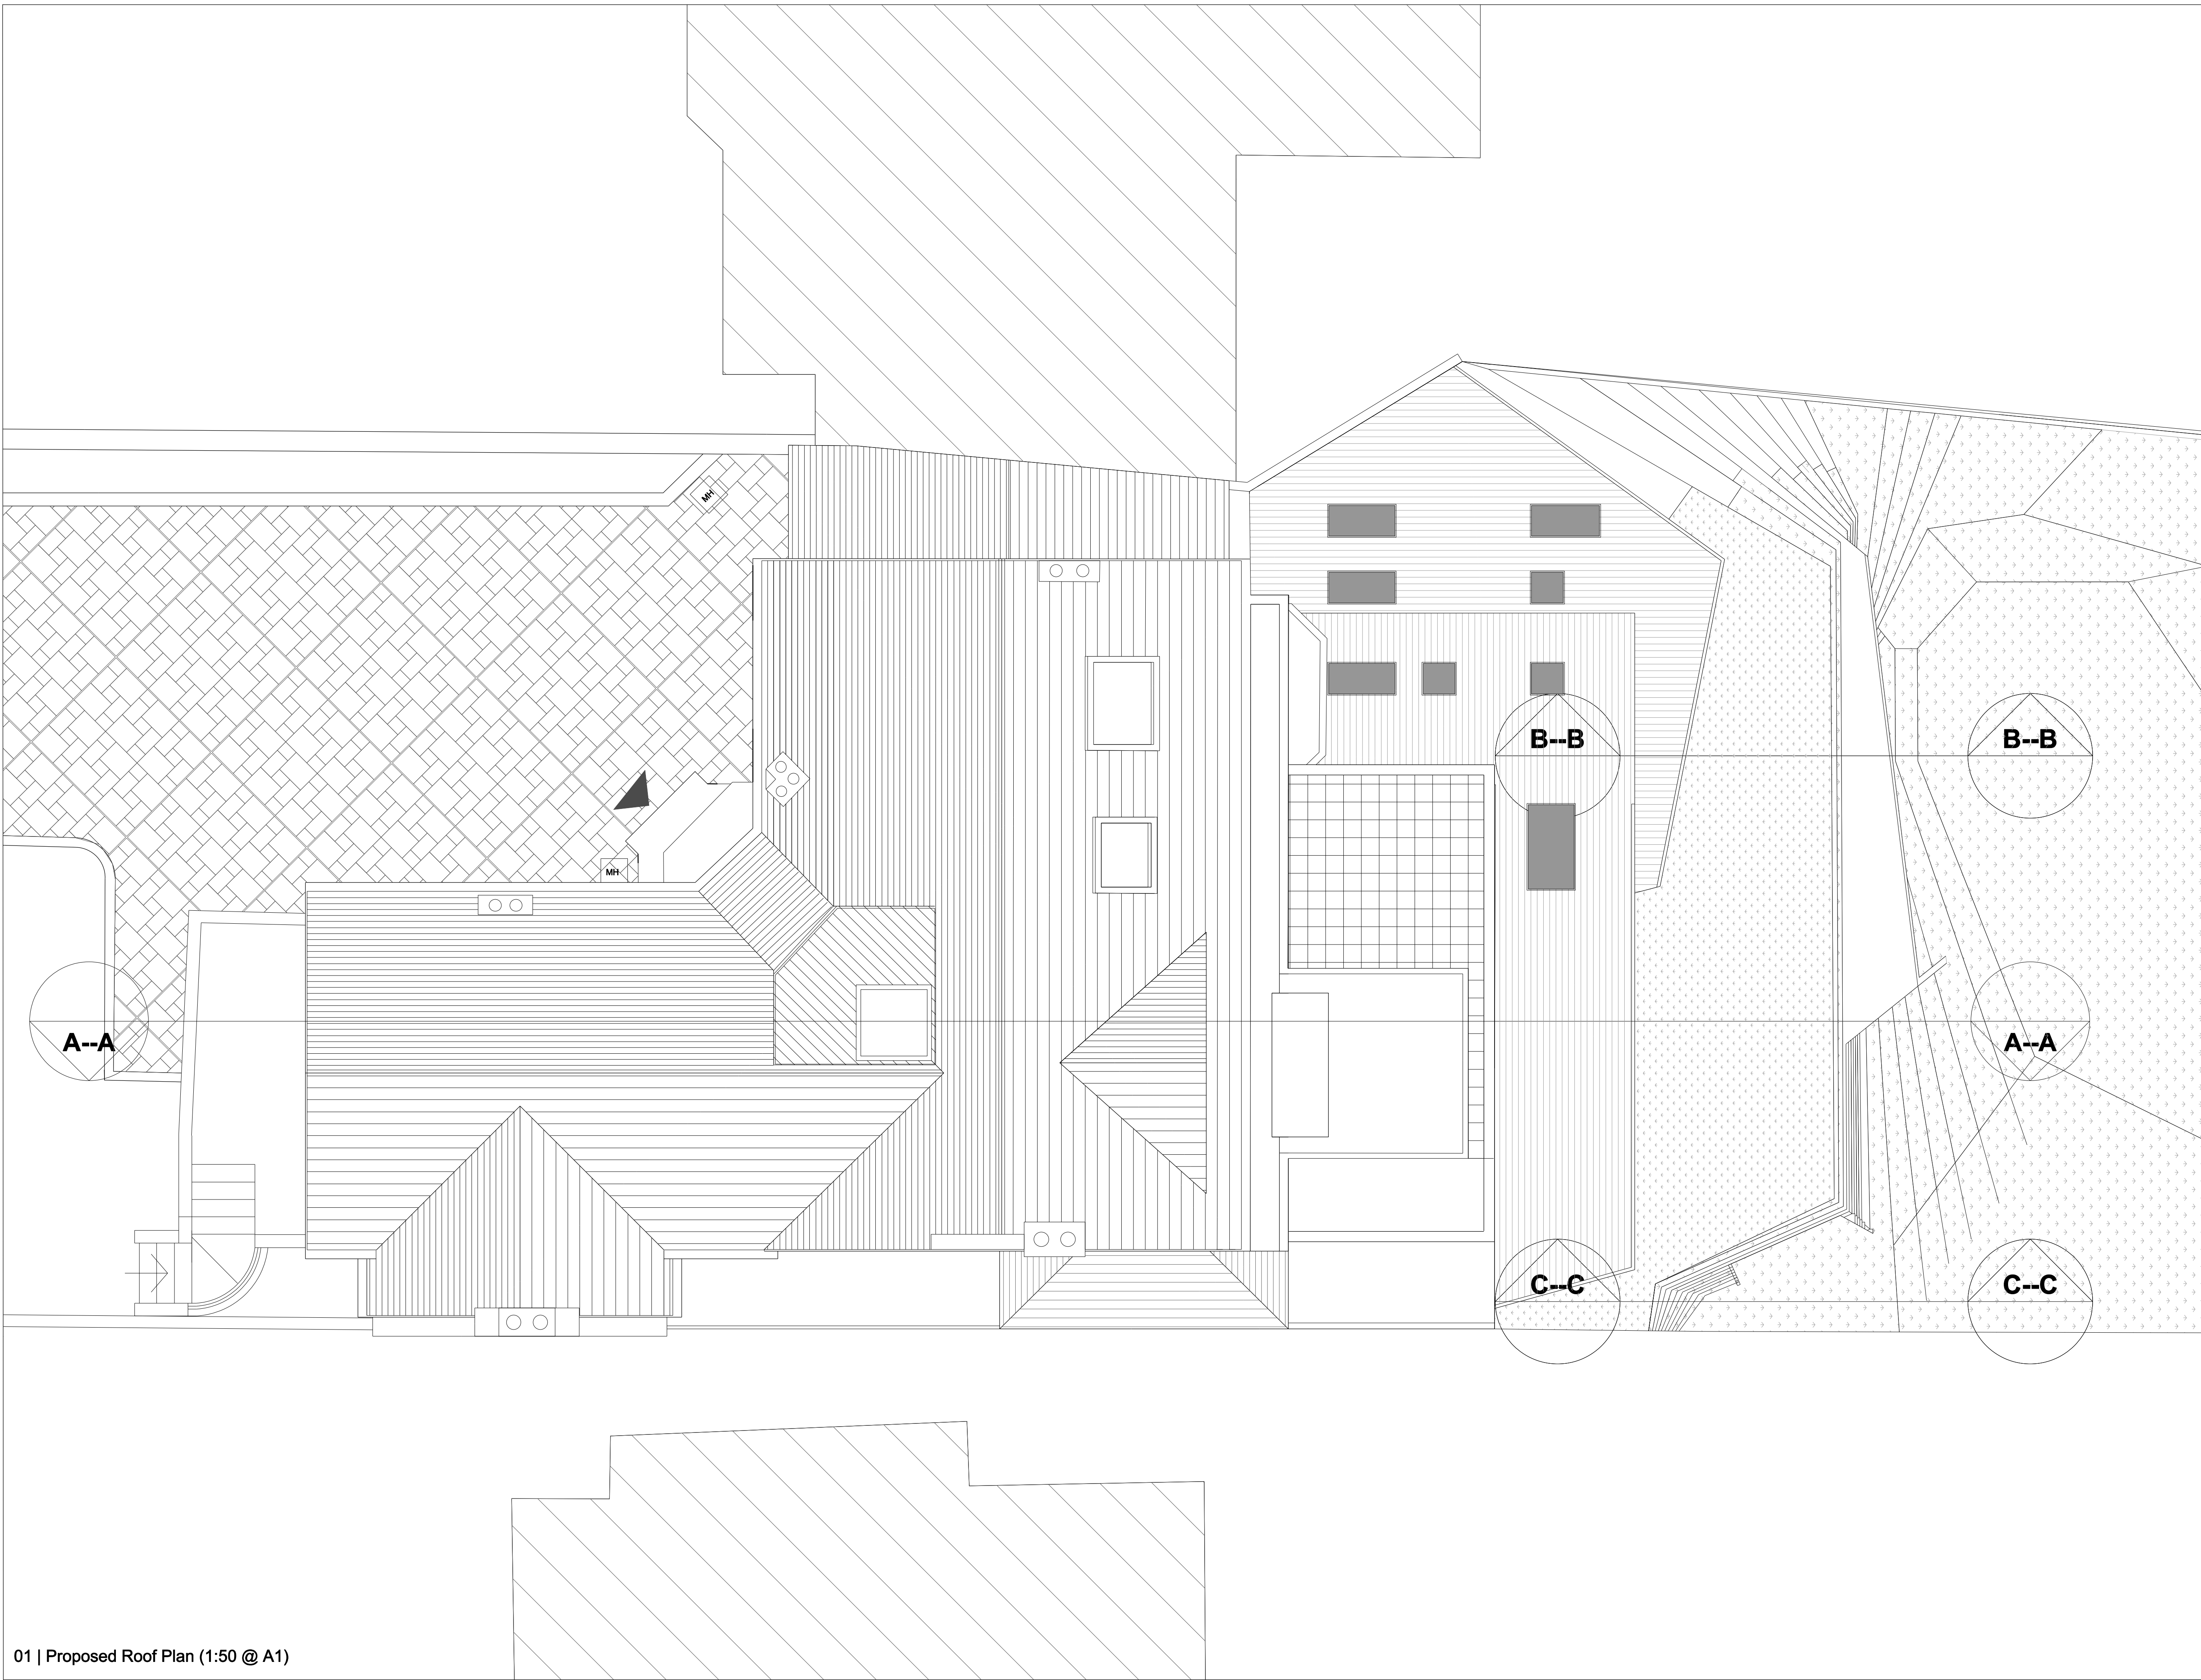 MH
B--B
B--B
MH
A--A
A--A
C--C
C--C
01 | Proposed Roof Plan (1:50 @ A1)